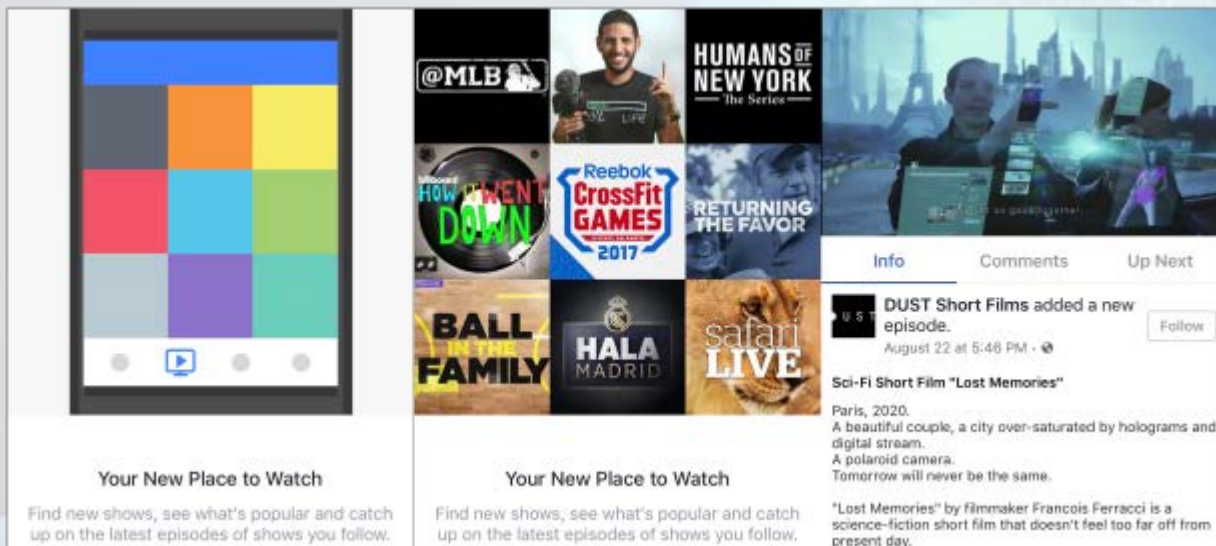 Your New Place to Watch
Find new shows, see what's popular and catch
up on the latest episodes of shows you follow.
@MLB
LIFE
HUMANS OF
NEW YORK
The Series
billboard
HOW IT WENT
DOWN
Reebok
CrossFit
GAMES
2017
RETURNING
THE FAVOR
BALL
IN THE
FAMILY
HALA
MADRID
safari
LIVE
Your New Place to Watch
Find new shows, see what's popular and catch
up on the latest episodes of shows you follow.
Info Comments Up Next
DUST
DUST Short Films added a new
episode.
Follow
August 22 at 5:46 PM ·
Sci-Fi Short Film "Lost Memories"
Paris, 2020.
A beautiful couple, a city over-saturated by holograms and
digital stream.
A polaroid camera.
Tomorrow will never be the same.
"Lost Memories" by filmmaker Francois Ferracci is a
science-fiction short film that doesn't feel too far off from
present day.